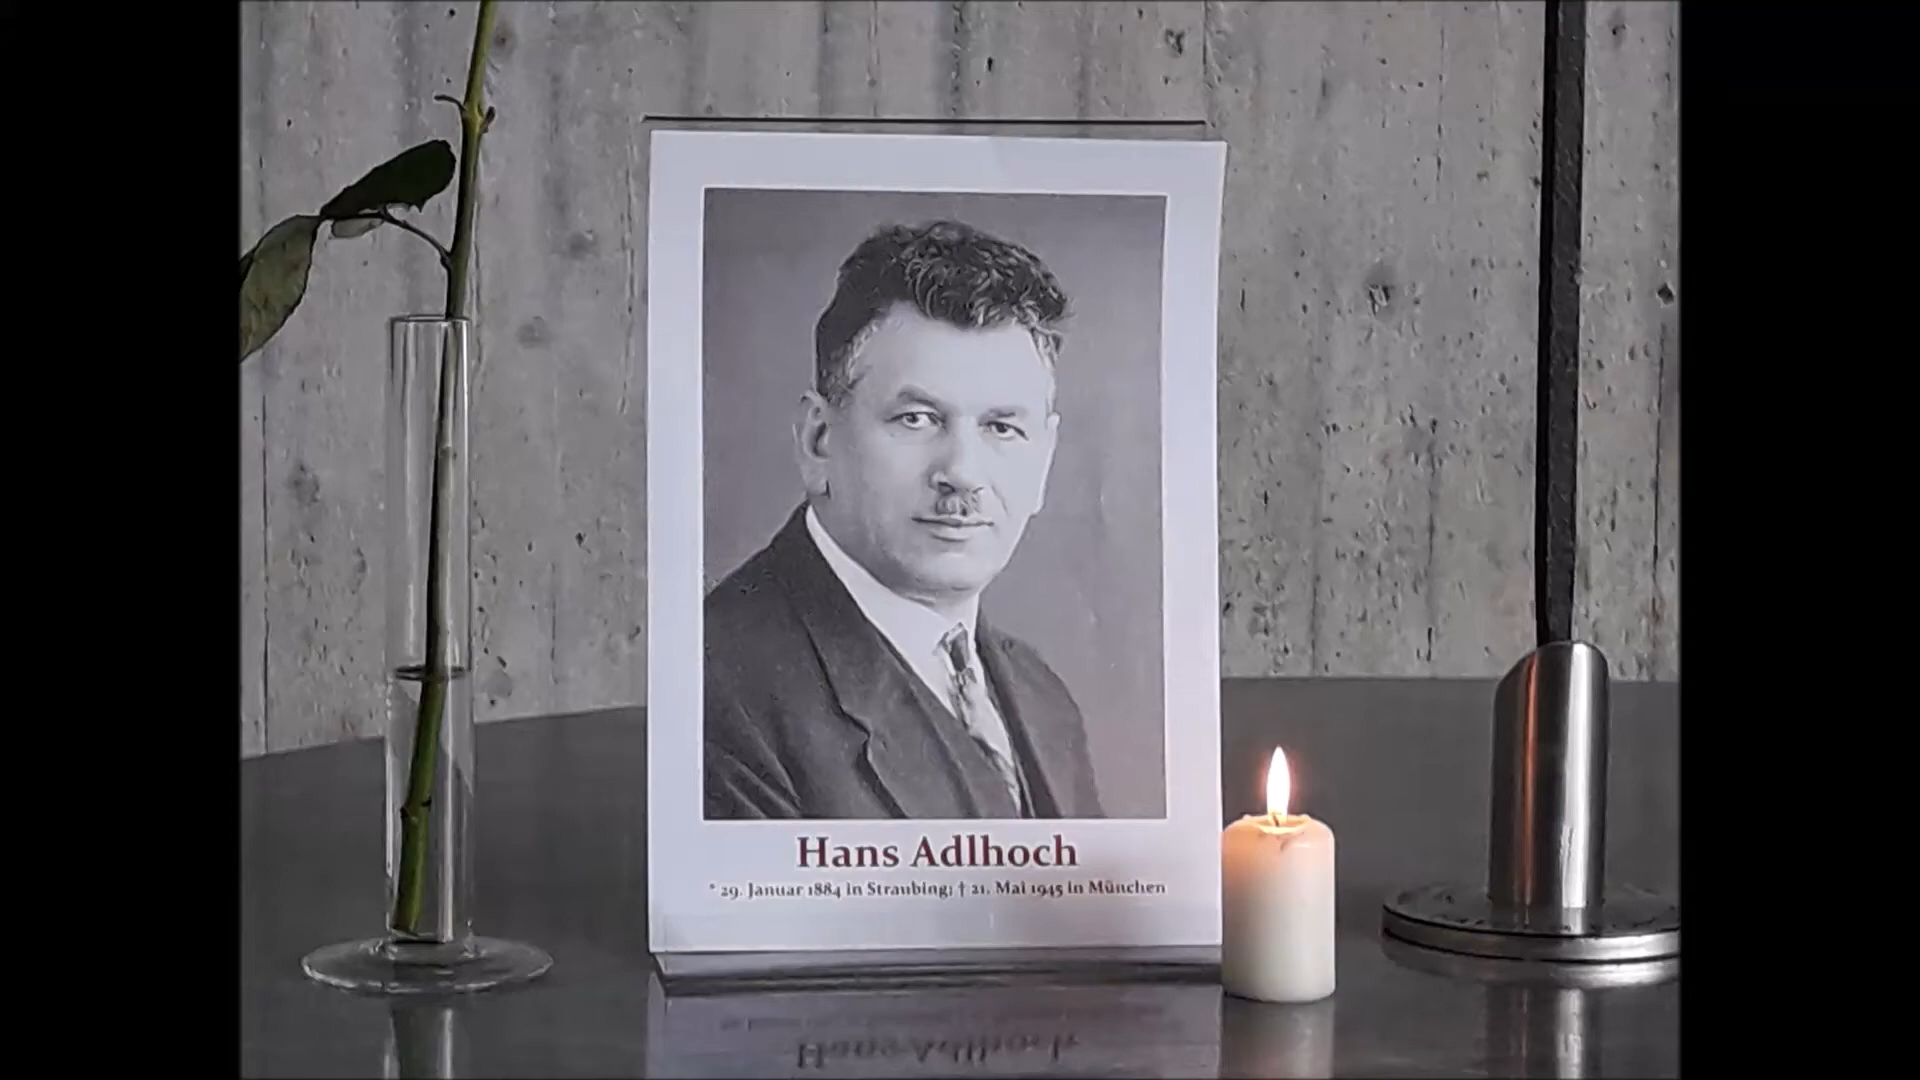 Hans Adlhoch
* 29. Januar 1884 in Straubing; † 21. Mai 1945 in München